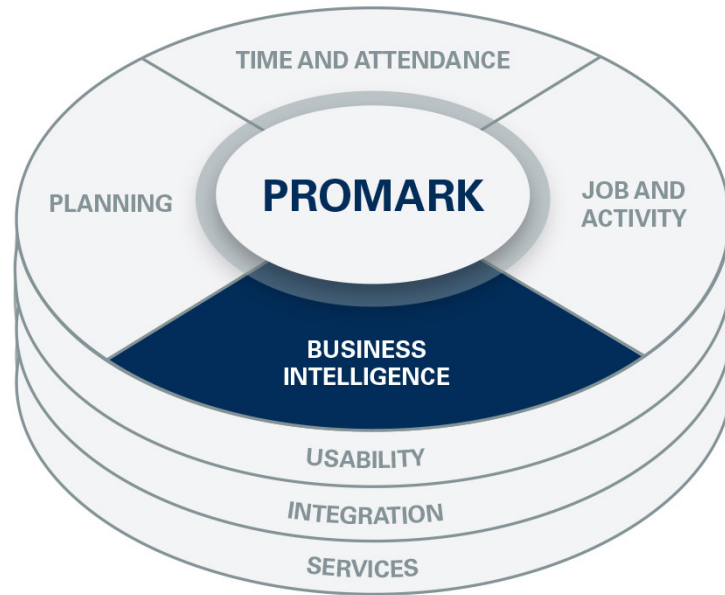 TIME AND ATTENDANCE
PLANNING
PROMARK
JOB AND
ACTIVITY
BUSINESS
INTELLIGENCE
USABILITY
INTEGRATION
SERVICES